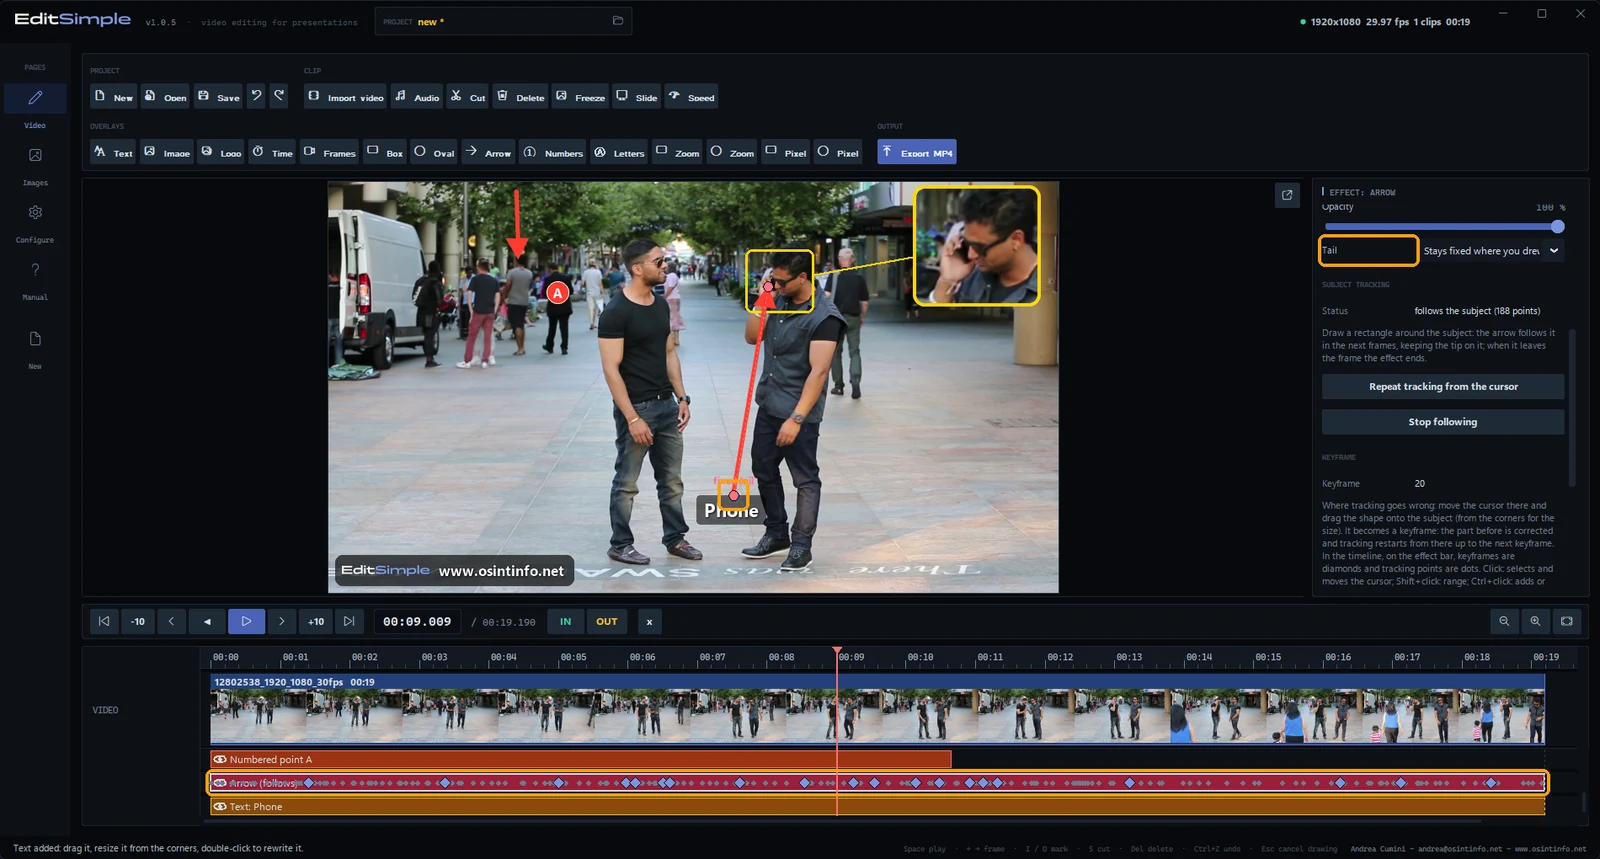 EditSimple v1.0.5 · video editing for presentations
PROJECT new *
1920x1080 29.97 fps 1 clips 00:19
PAGES
Video
Images
Configure
Manual
New
PROJECT
CLIP
New Open Save
Import video Audio Cut Delete Freeze Slide Speed
OVERLAYS
OUTPUT
Text Image Logo Time Frames Box Oval Arrow Numbers Letters Zoom Zoom Pixel Pixel
Export MP4
A
Phone
EditSimple www.osintinfo.net
EFFECT: ARROW
Opacity 100 %
Tail Stays fixed where you drew
SUBJECT TRACKING
Status follows the subject (188 points)
Draw a rectangle around the subject: the arrow follows it
in the next frames, keeping the tip on it; when it leaves
the frame the effect ends.
Repeat tracking from the cursor
Stop following
KEYFRAME
Keyframe 20
Where tracking goes wrong: move the cursor there and
drag the shape onto the subject (from the corners for the
size). It becomes a keyframe: the part before is corrected
and tracking restarts from there up to the next keyframe.
In the timeline, on the effect bar, keyframes are
diamonds and tracking points are dots. Click: selects and
moves the cursor; Shift+click: range; Ctrl+click: adds or
-10 +10 00:09.009 / 00:19.190 IN OUT x
00:00 00:01 00:02 00:03 00:04 00:05 00:06 00:07 00:08 00:09 00:10 00:11 00:12 00:13 00:14 00:15 00:16 00:17 00:18 00:19
12802538_1920_1080_30fps 00:19
VIDEO
Numbered point A
Arrow (follows)
Text: Phone
Text added: drag it, resize it from the corners, double-click to rewrite it.
Space play · ← → frame · I / O mark · S cut · Del delete · Ctrl+Z undo · Esc cancel drawing Andrea Cumini — andrea@osintinfo.net — www.osintinfo.net